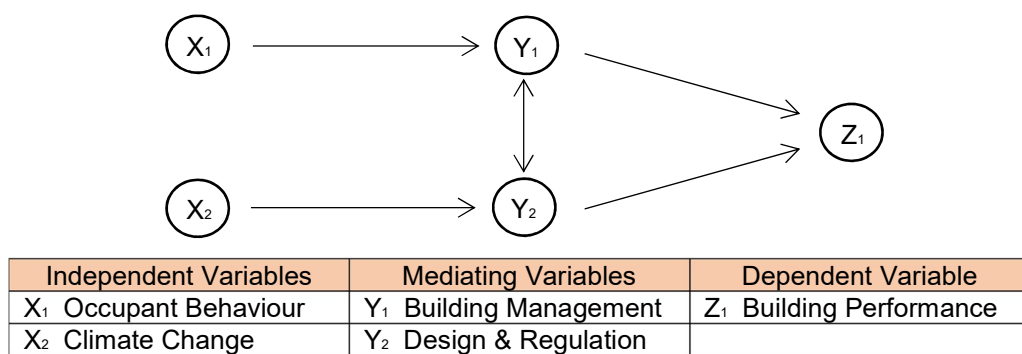 X₁ Y₁
Z₁
X₂ Y₂
Independent Variables Mediating Variables Dependent Variable
X₁ Occupant Behaviour Y₁ Building Management Z₁ Building Performance
X₂ Climate Change Y₂ Design & Regulation